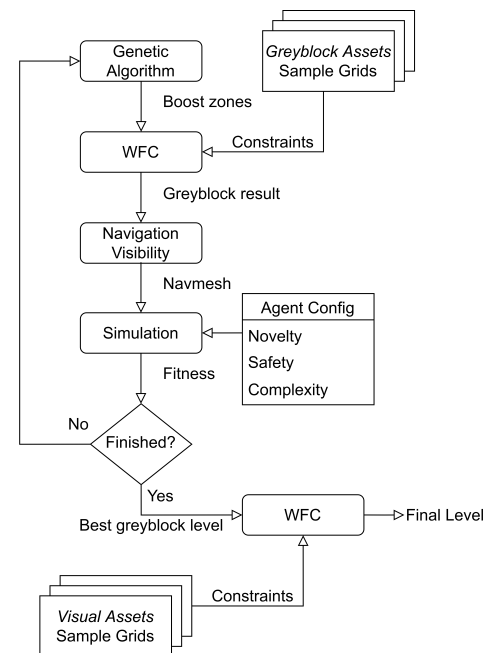 Genetic
Algorithm
Greyblock Assets
Sample Grids
Boost zones
Constraints
WFC
Greyblock result
Navigation
Visibility
Navmesh
Agent Config
Simulation
Novelty
Safety
Complexity
Fitness
No
Finished?
Yes
Best greyblock level
WFC
Final Level
Constraints
Visual Assets
Sample Grids